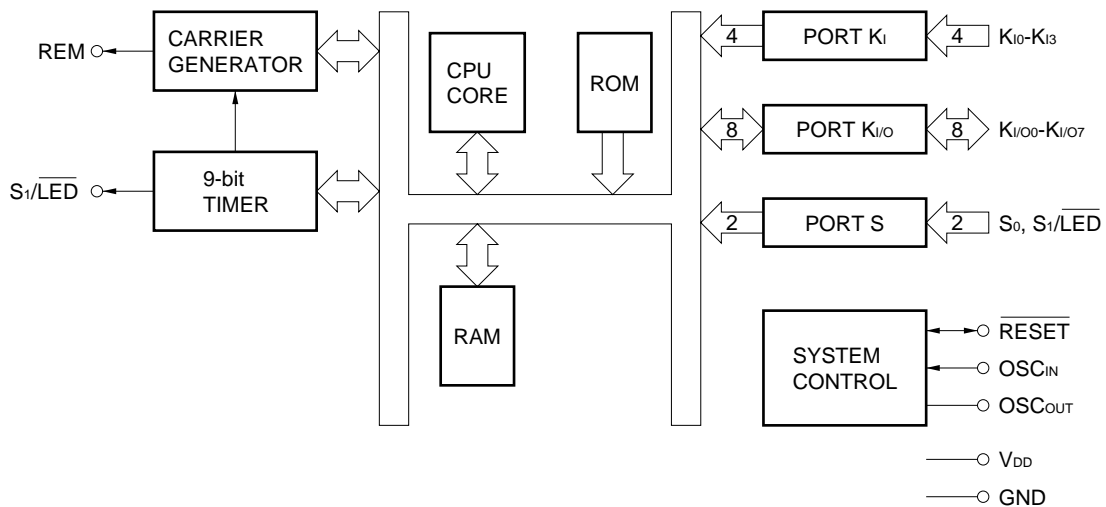 REM
CARRIER
GENERATOR
S1/LED
9-bit
TIMER
CPU
CORE
ROM
RAM
4
PORT KI
4
KI0-KI3
8
PORT KI/O
8
KI/O0-KI/O7
2
PORT S
2
S0, S1/LED
SYSTEM
CONTROL
RESET
OSCIN
OSCOUT
VDD
GND